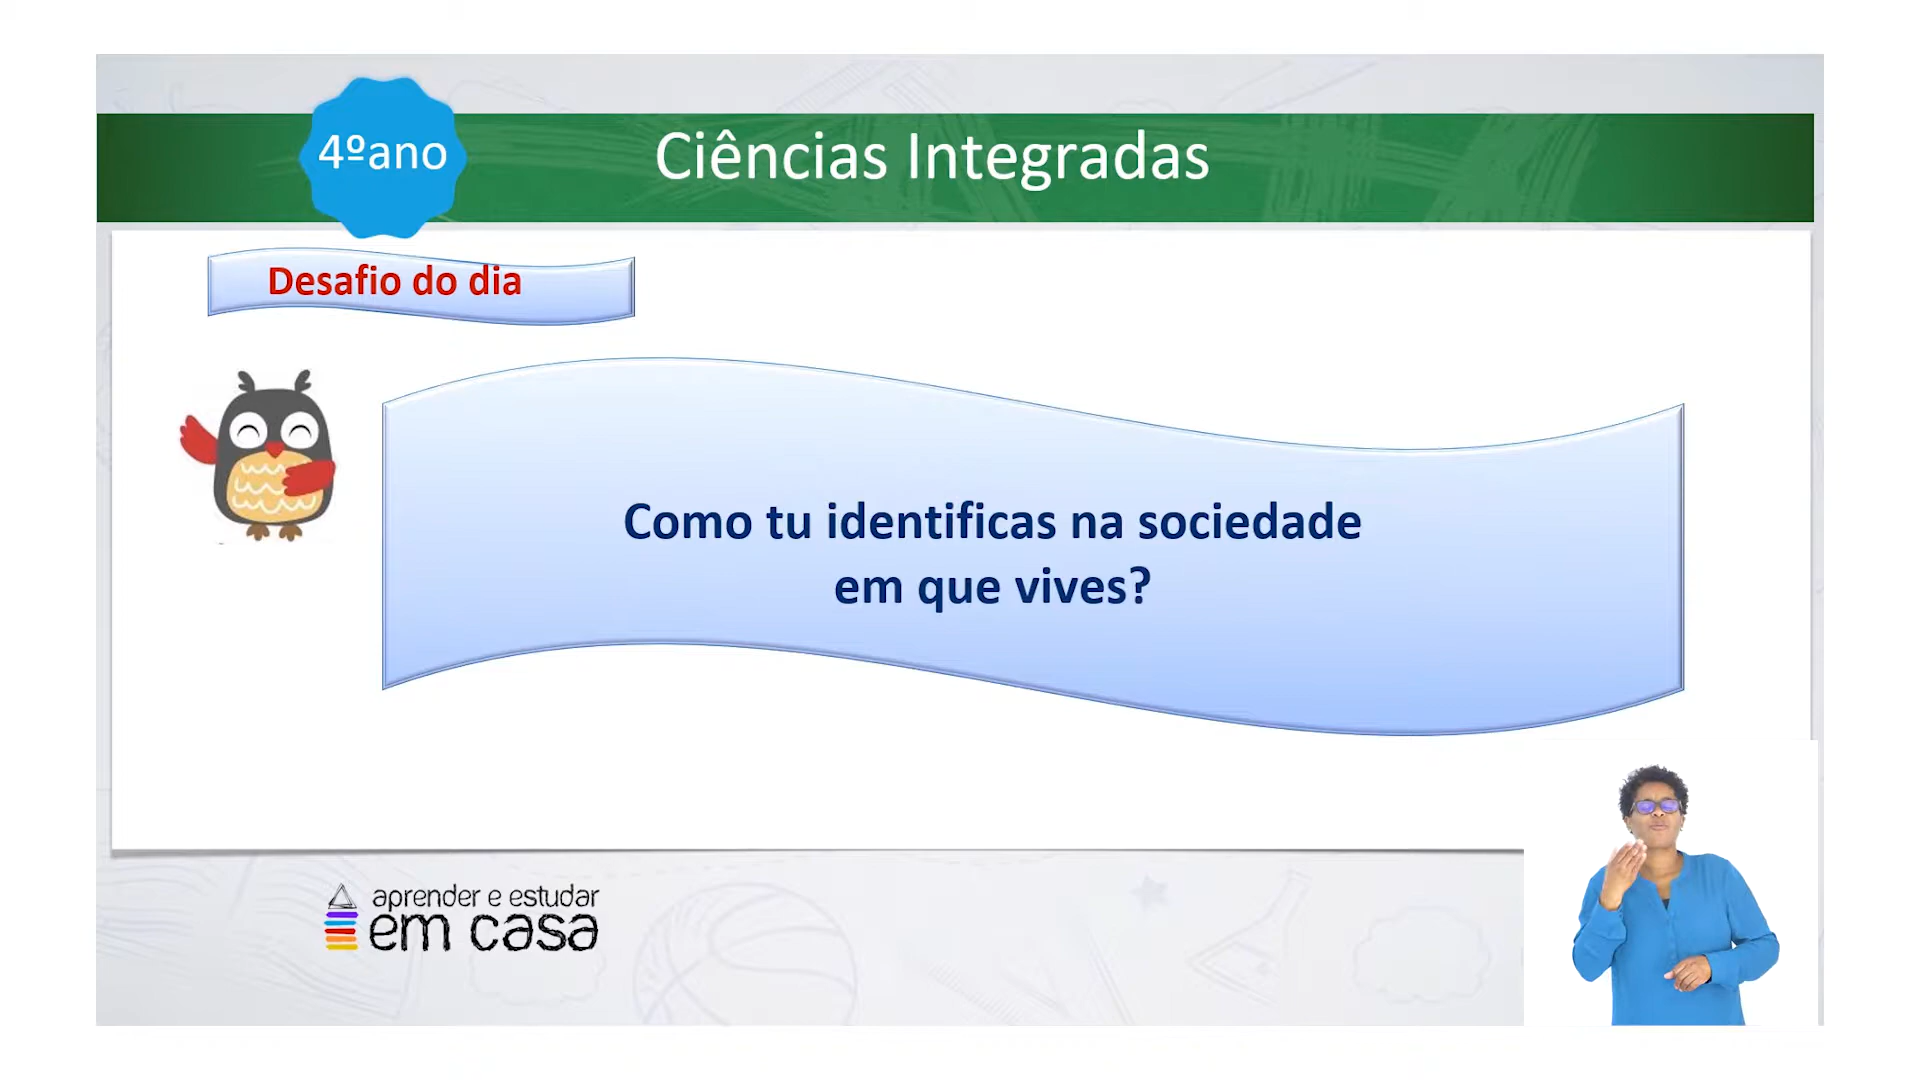 4ºano
Ciências Integradas
Desafio do dia
Como tu identificas na sociedade
em que vives?
aprender e estudar
em casa